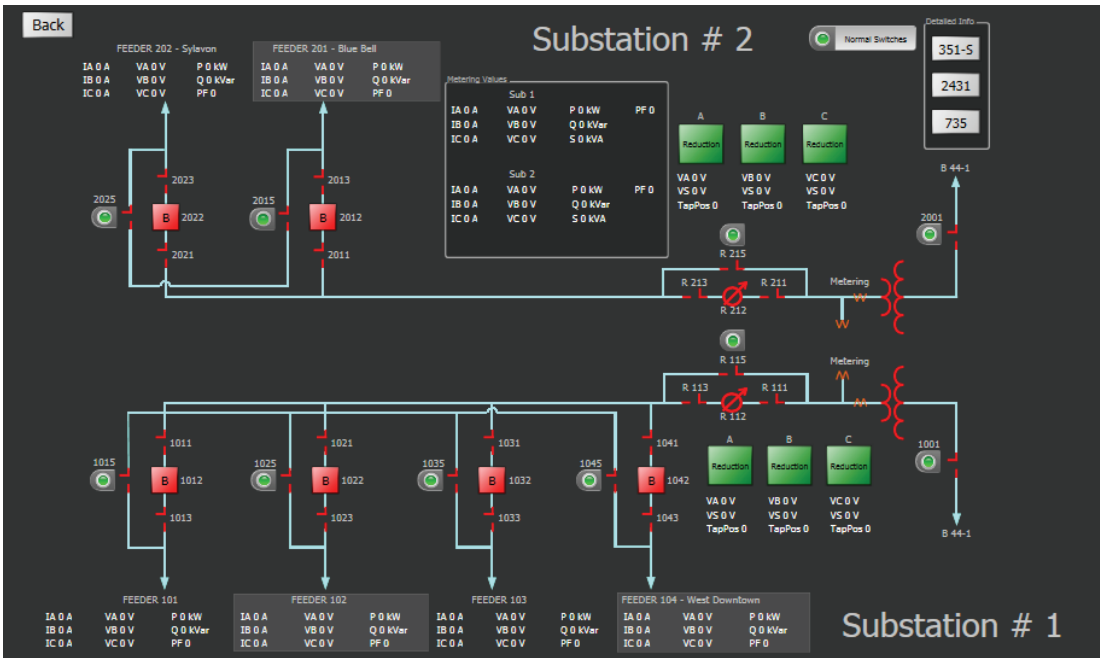 Back
Substation # 2
Normal Switches
Detailed Info
351-S
2431
735
FEEDER 202 - Sylavon
IA 0 A VA 0 V P 0 kW
IB 0 A VB 0 V Q 0 kVar
IC 0 A VC 0 V PF 0
FEEDER 201 - Blue Bell
IA 0 A VA 0 V P 0 kW
IB 0 A VB 0 V Q 0 kVar
IC 0 A VC 0 V PF 0
Metering Values
Sub 1
IA 0 A VA 0 V P 0 kW PF 0
IB 0 A VB 0 V Q 0 kVar
IC 0 A VC 0 V S 0 kVA
Sub 2
IA 0 A VA 0 V P 0 kW PF 0
IB 0 A VB 0 V Q 0 kVar
IC 0 A VC 0 V S 0 kVA
A B C
Reduction Reduction Reduction
VA 0 V VB 0 V VC 0 V
VS 0 V VS 0 V VS 0 V
TapPos 0 TapPos 0 TapPos 0
B 44-1
2023
2013
2025
2015
B 2022
B 2012
2001
2021
2011
R 215
R 213
R 211
Metering
R 212
R 115
Metering
R 113
R 111
R 112
1011
1021
1031
1041
A B C
1001
1015
1025
1035
1045
Reduction Reduction Reduction
B 1012
B 1022
B 1032
B 1042
VA 0 V VB 0 V VC 0 V
VS 0 V VS 0 V VS 0 V
TapPos 0 TapPos 0 TapPos 0
1013
1023
1033
1043
B 44-1
FEEDER 101
IA 0 A VA 0 V P 0 kW
IB 0 A VB 0 V Q 0 kVar
IC 0 A VC 0 V PF 0
FEEDER 102
IA 0 A VA 0 V P 0 kW
IB 0 A VB 0 V Q 0 kVar
IC 0 A VC 0 V PF 0
FEEDER 103
IA 0 A VA 0 V P 0 kW
IB 0 A VB 0 V Q 0 kVar
IC 0 A VC 0 V PF 0
FEEDER 104 - West Downtown
IA 0 A VA 0 V P 0 kW
IB 0 A VB 0 V Q 0 kVar
IC 0 A VC 0 V PF 0
Substation # 1